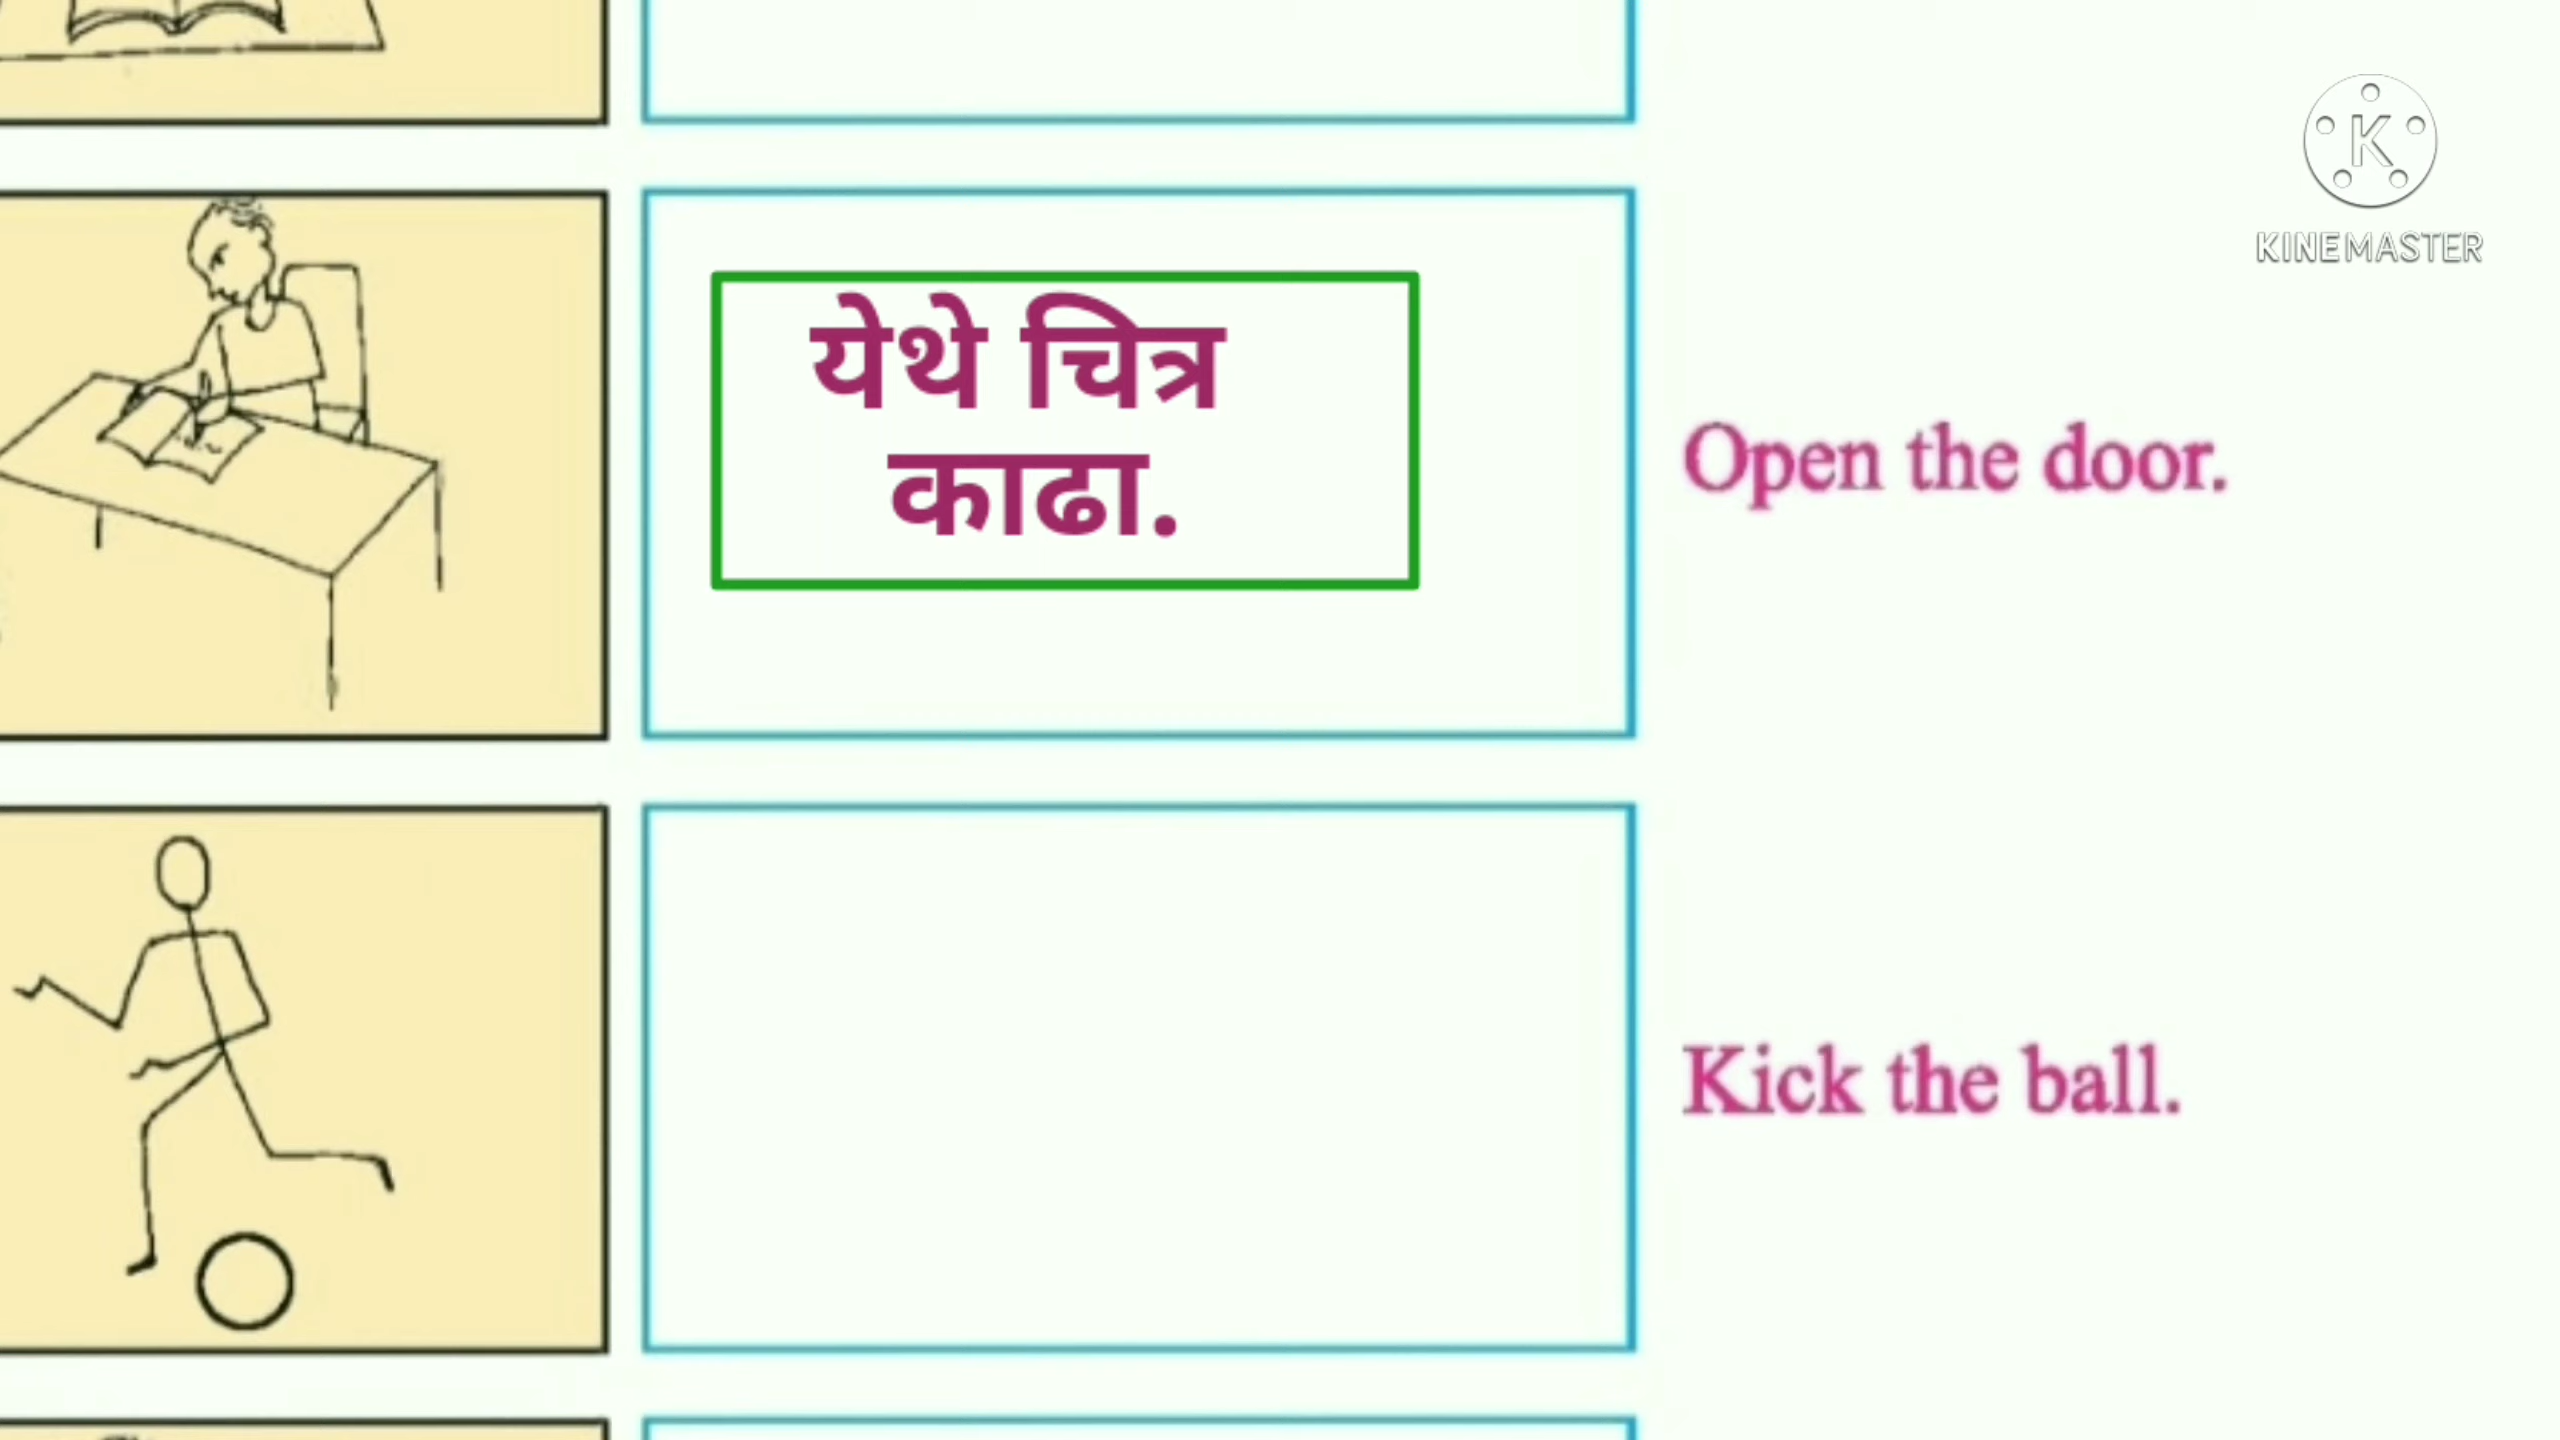 KINEMASTER
येथे चित्र
काढा.
Open the door.
Kick the ball.